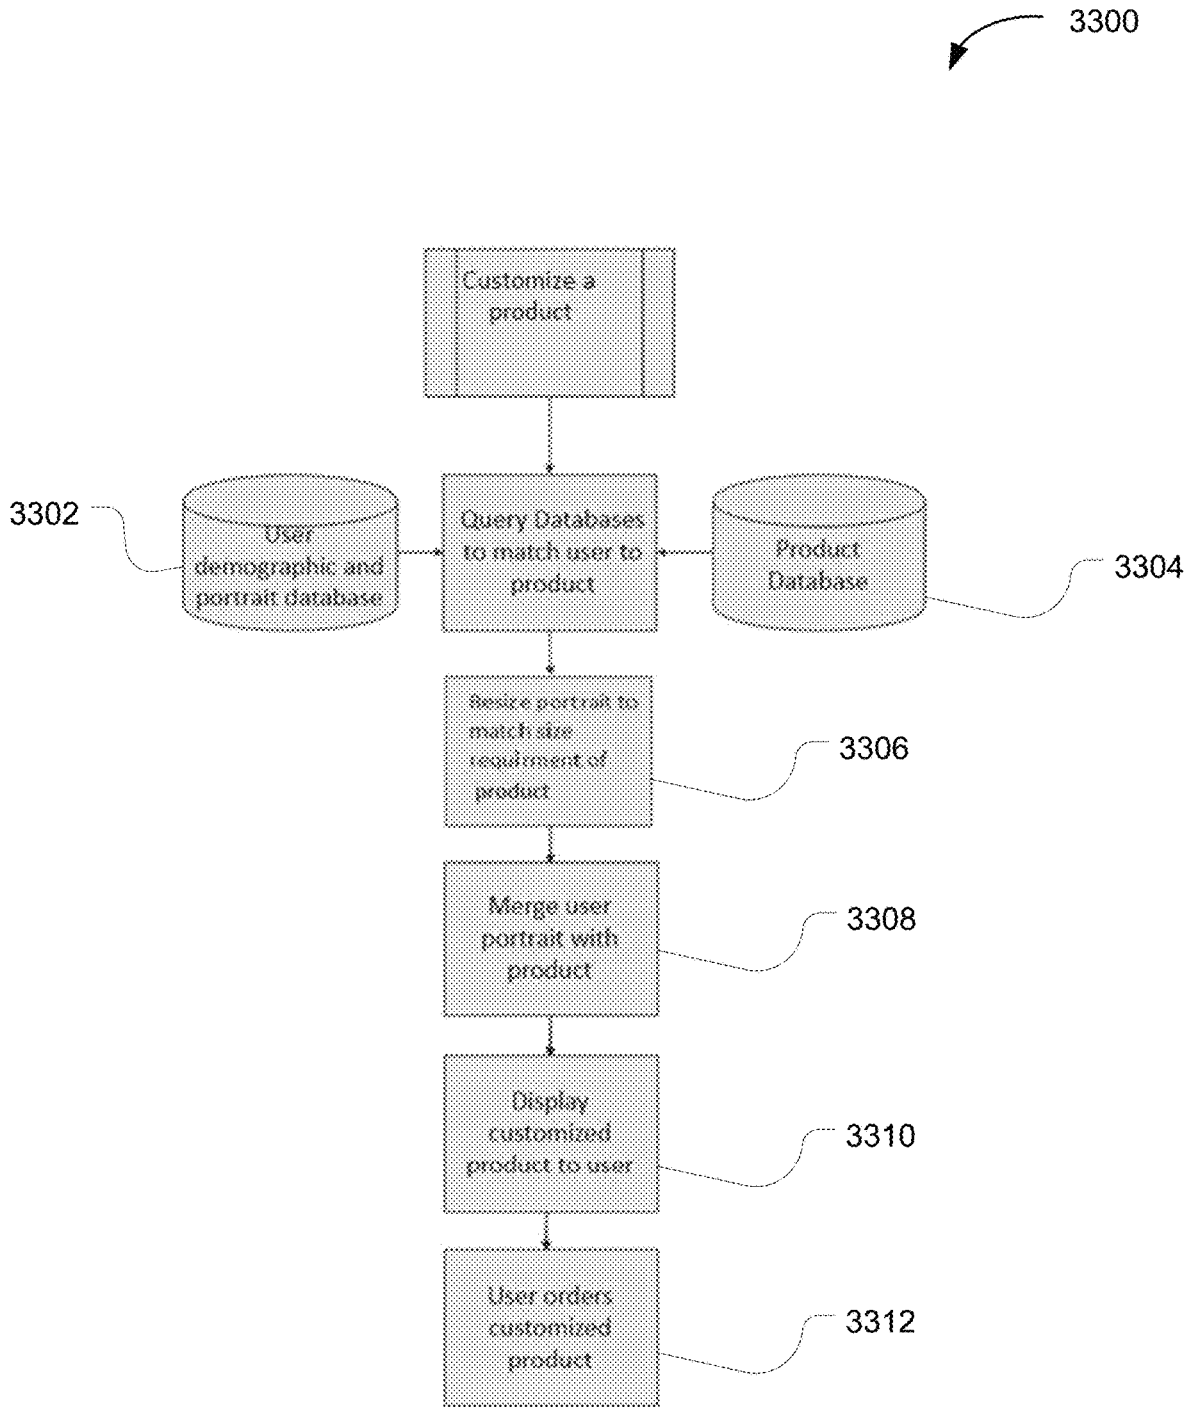 3300
Customize a
product
3302
User
demographic and
portrait database
Query Databases
to match user to
product
Product
Database
3304
Resize portrait to
match size
requirment of
product
3306
Merge user
portrait with
product
3308
Display
customized
product to user
3310
User orders
customized
product
3312